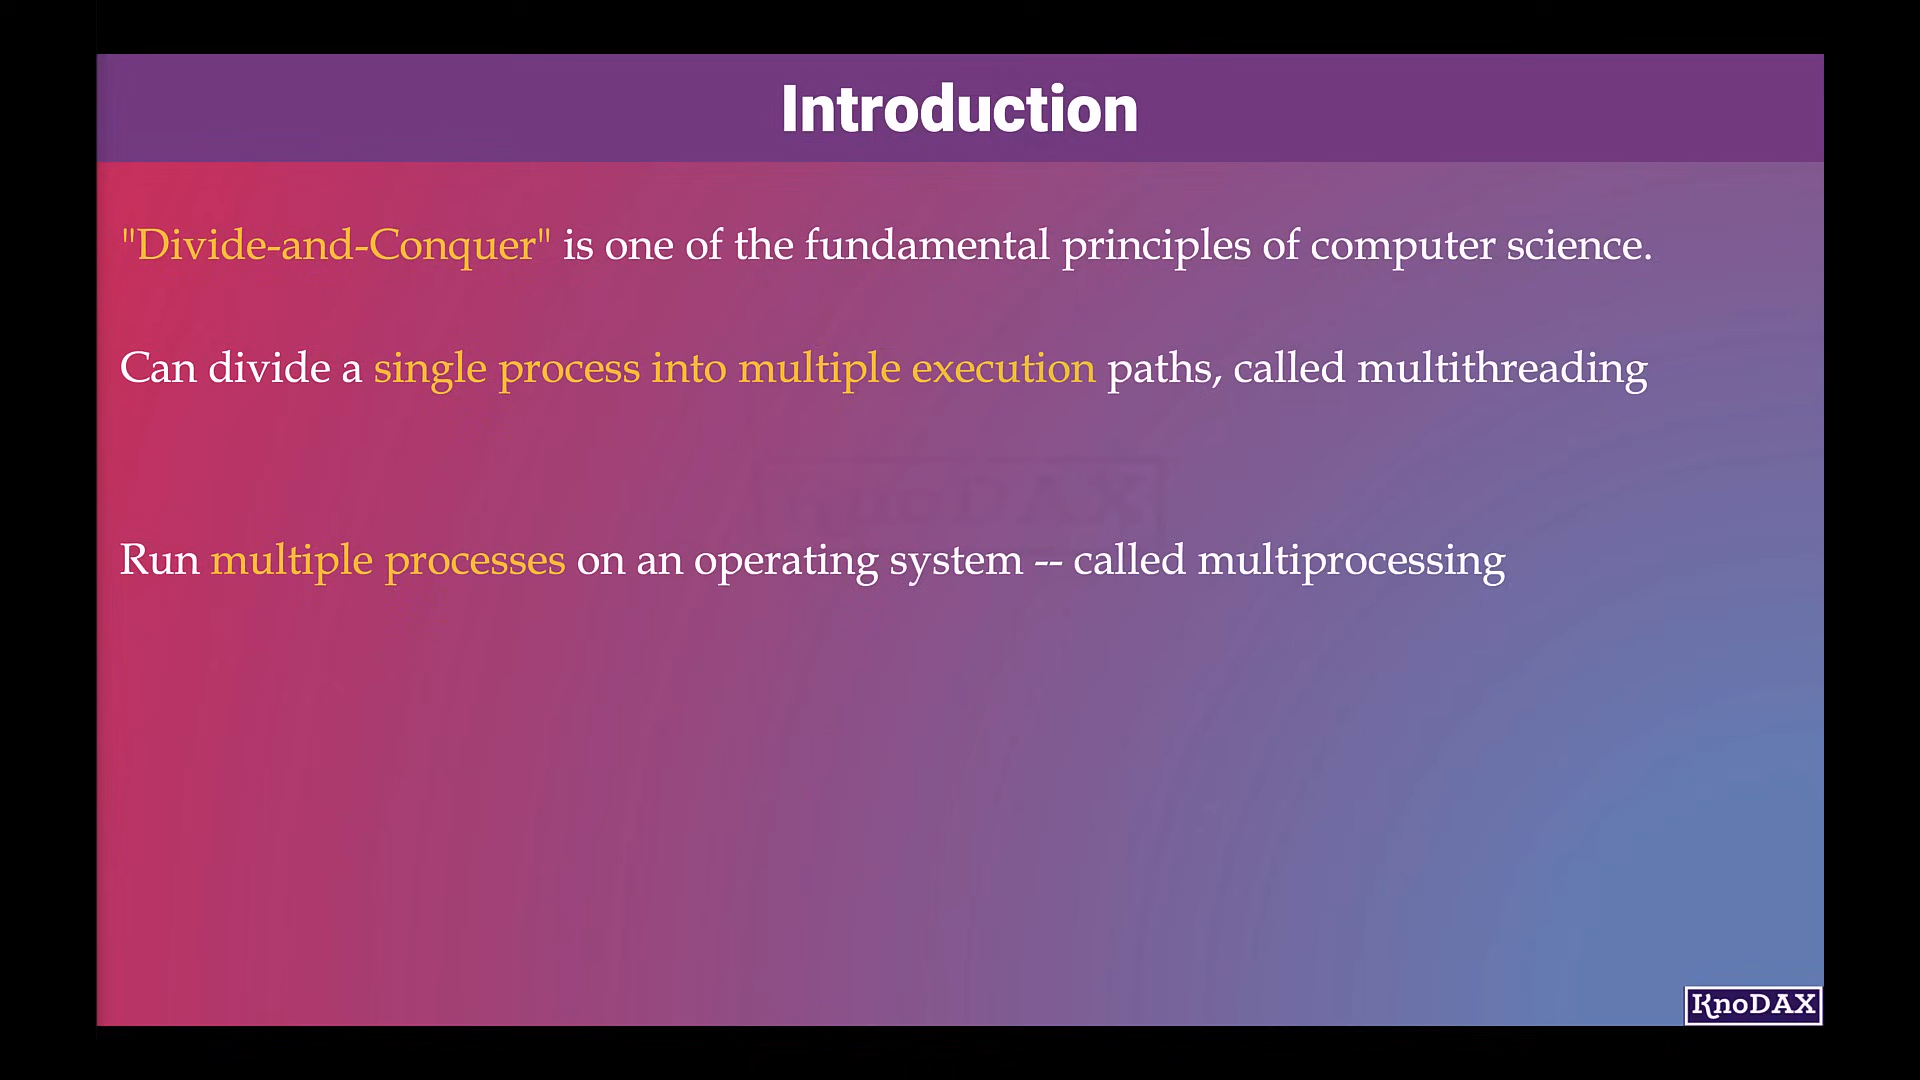 Introduction
"Divide-and-Conquer" is one of the fundamental principles of computer science.
Can divide a single process into multiple execution paths, called multithreading
KnoDAX
Run multiple processes on an operating system -- called multiprocessing
KnoDAX